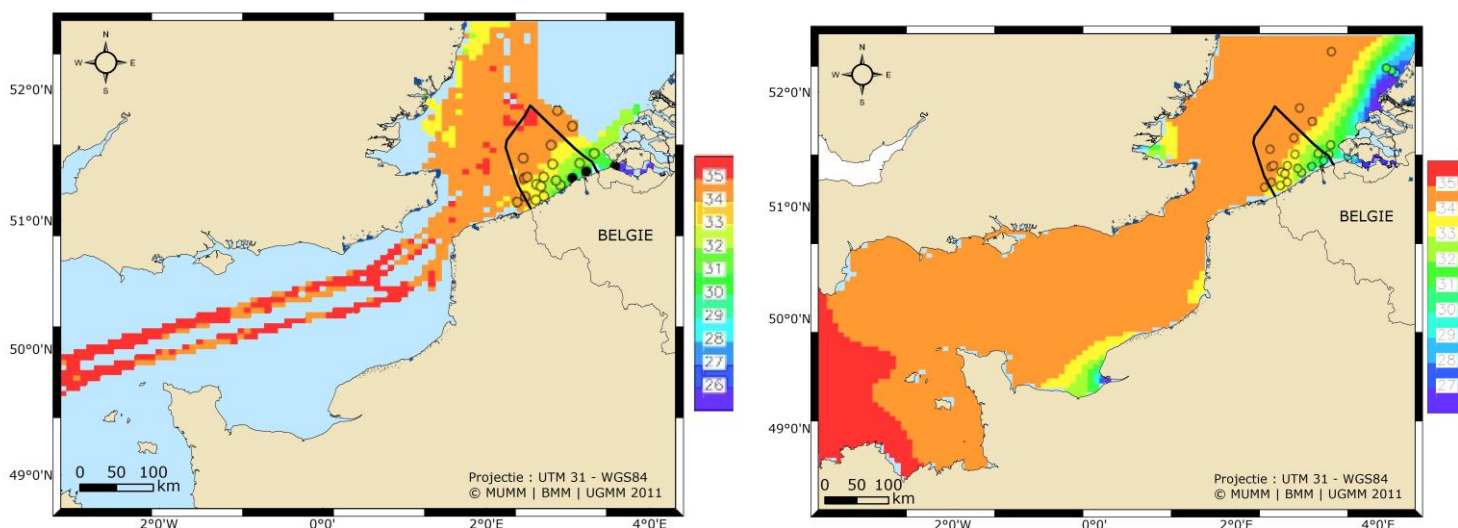 N
W E
S
52°0'N
51°0'N
50°0'N
49°0'N
BELGIE
35
34
33
32
31
30
29
28
27
26
0 50 100
km
Projectie : UTM 31 - WGS84
© MUMM | BMM | UGMM 2011
2°0'W
0°0'
2°0'E
4°0'E
N
W E
S
52°0'N
51°0'N
50°0'N
49°0'N
BELGIE
35
34
33
32
31
30
29
28
27
0 50 100
km
Projectie : UTM 31 - WGS84
© MUMM | BMM | UGMM 2011
2°0'W
0°0'
2°0'E
4°0'E